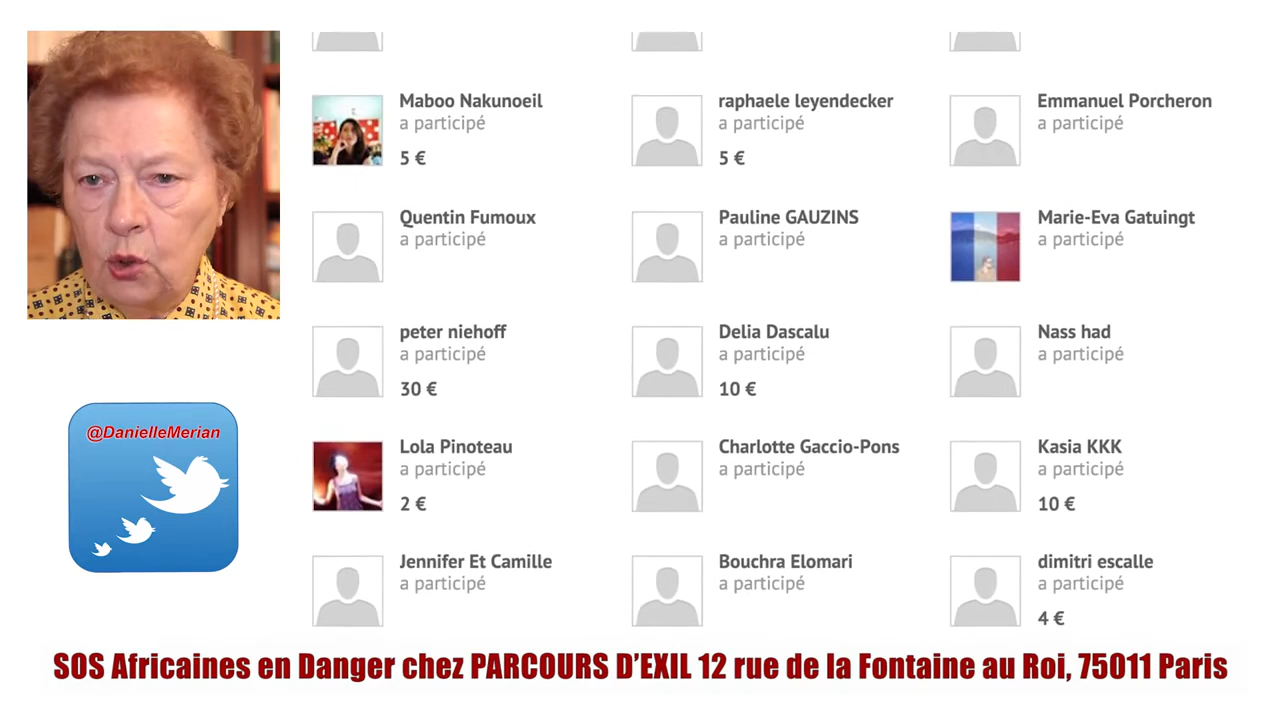 Maboo Nakunoeil
a participé
5 €
raphaele leyendecker
a participé
5 €
Emmanuel Porcheron
a participé
Quentin Fumoux
a participé
Pauline GAUZINS
a participé
Marie-Eva Gatuingt
a participé
peter niehoff
a participé
30 €
Delia Dascalu
a participé
10 €
Nass had
a participé
@DanielleMerian
Lola Pinoteau
a participé
2 €
Charlotte Gaccio-Pons
a participé
Kasia KKK
a participé
10 €
Jennifer Et Camille
a participé
Bouchra Elomari
a participé
dimitri escalle
a participé
4 €
SOS Africaines en Danger chez PARCOURS D'EXIL 12 rue de la Fontaine au Roi, 75011 Paris